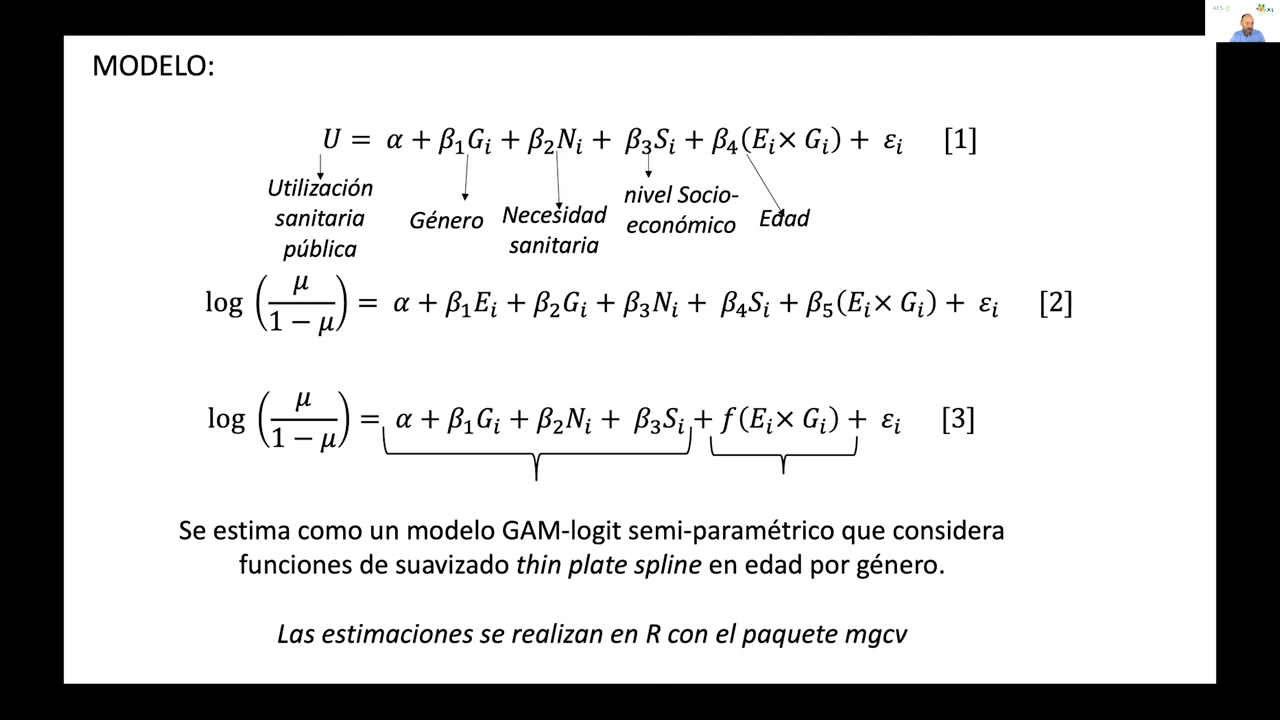 AES XL
MODELO:
U = α + β₁Gᵢ + β₂Nᵢ + β₃Sᵢ + β₄(Eᵢ× Gᵢ) + εᵢ [1]
Utilización sanitaria pública
Género
Necesidad sanitaria
nivel Socio-económico
Edad
log (μ / 1 − μ) = α + β₁Eᵢ + β₂Gᵢ + β₃Nᵢ + β₄Sᵢ + β₅(Eᵢ× Gᵢ) + εᵢ [2]
log (μ / 1 − μ) = α + β₁Gᵢ + β₂Nᵢ + β₃Sᵢ + f(Eᵢ× Gᵢ) + εᵢ [3]
Se estima como un modelo GAM-logit semi-paramétrico que considera
funciones de suavizado thin plate spline en edad por género.
Las estimaciones se realizan en R con el paquete mgcv